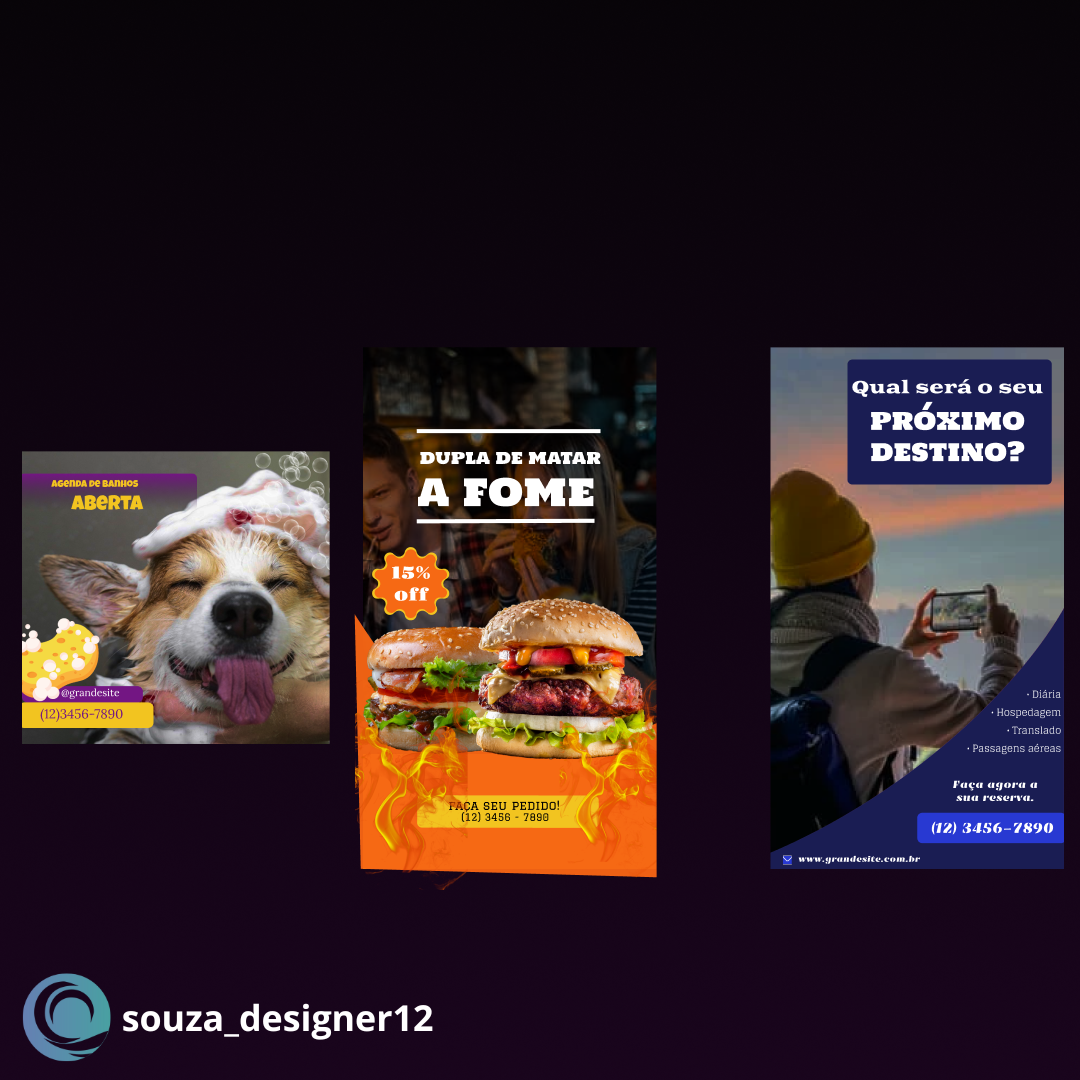 AGENDA DE BANHOS
ABERTA
@grandesite
(12)3456-7890
DUPLA DE MATAR
A FOME
15%
off
FAÇA SEU PEDIDO!
(12) 3456 - 7890
Qual será o seu
PRÓXIMO
DESTINO?
· Diária
· Hospedagem
· Translado
· Passagens aéreas
Faça agora a
sua reserva.
(12) 3456-7890
www.grandesite.com.br
souza_designer12